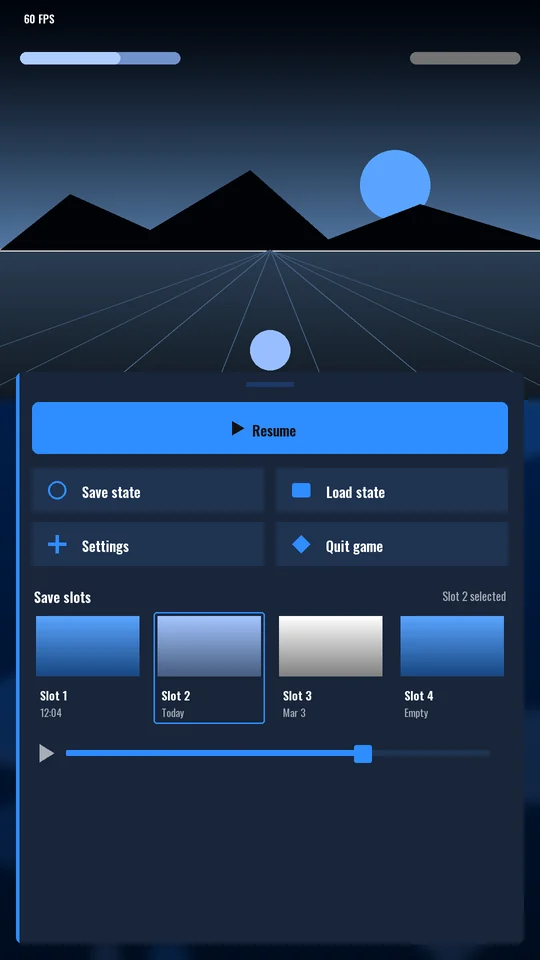 60 FPS
Resume
Save state
Load state
Settings
Quit game
Save slots
Slot 2 selected
Slot 1
12:04
Slot 2
Today
Slot 3
Mar 3
Slot 4
Empty